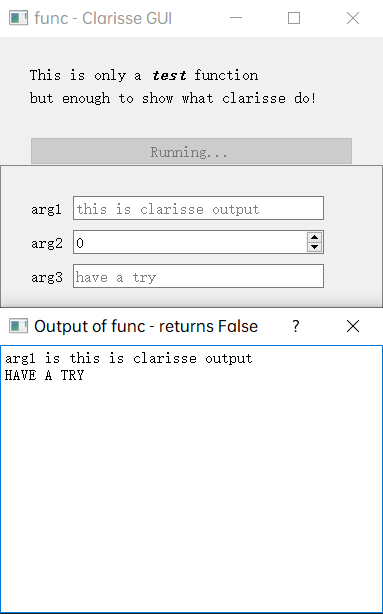 func - Clarisse GUI
This is only a test function
but enough to show what clarisse do!
Running...
arg1 this is clarisse output
arg2 0
arg3 have a try
Output of func - returns False ?
arg1 is this is clarisse output
HAVE A TRY